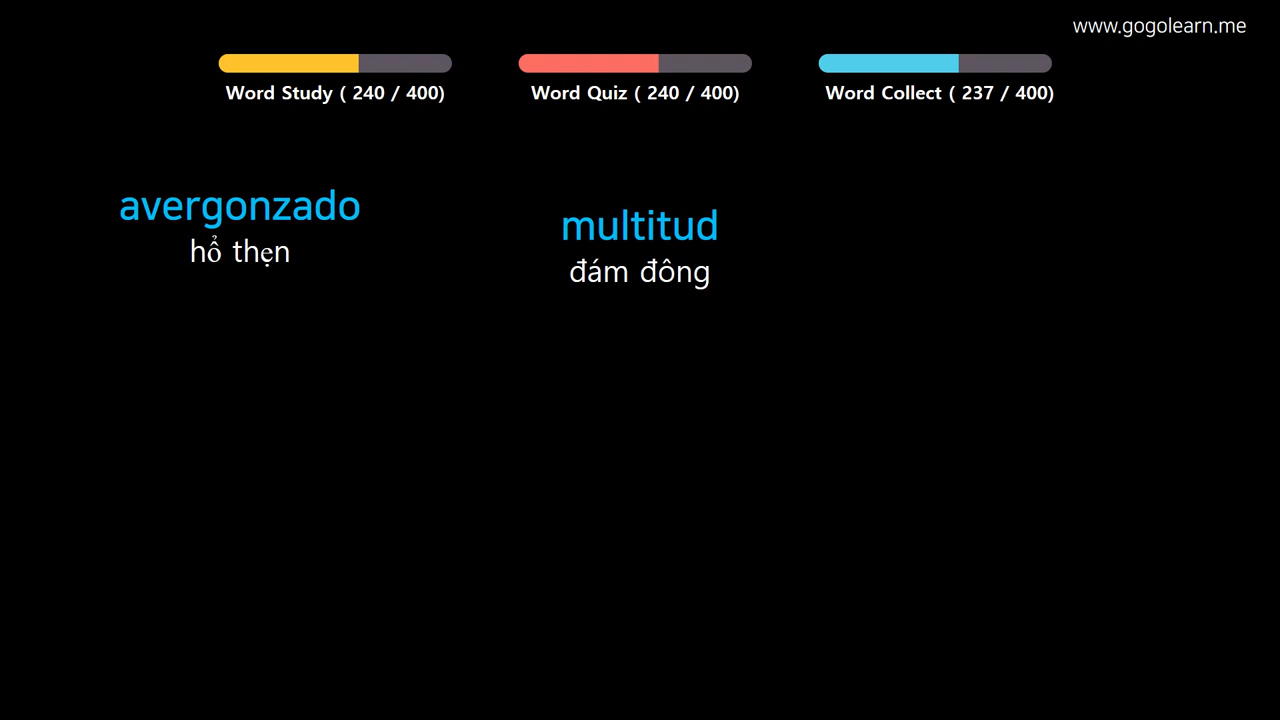 www.gogolearn.me
Word Study ( 240 / 400)
Word Quiz ( 240 / 400)
Word Collect ( 237 / 400)
avergonzado
hổ thẹn
multitud
đám đông